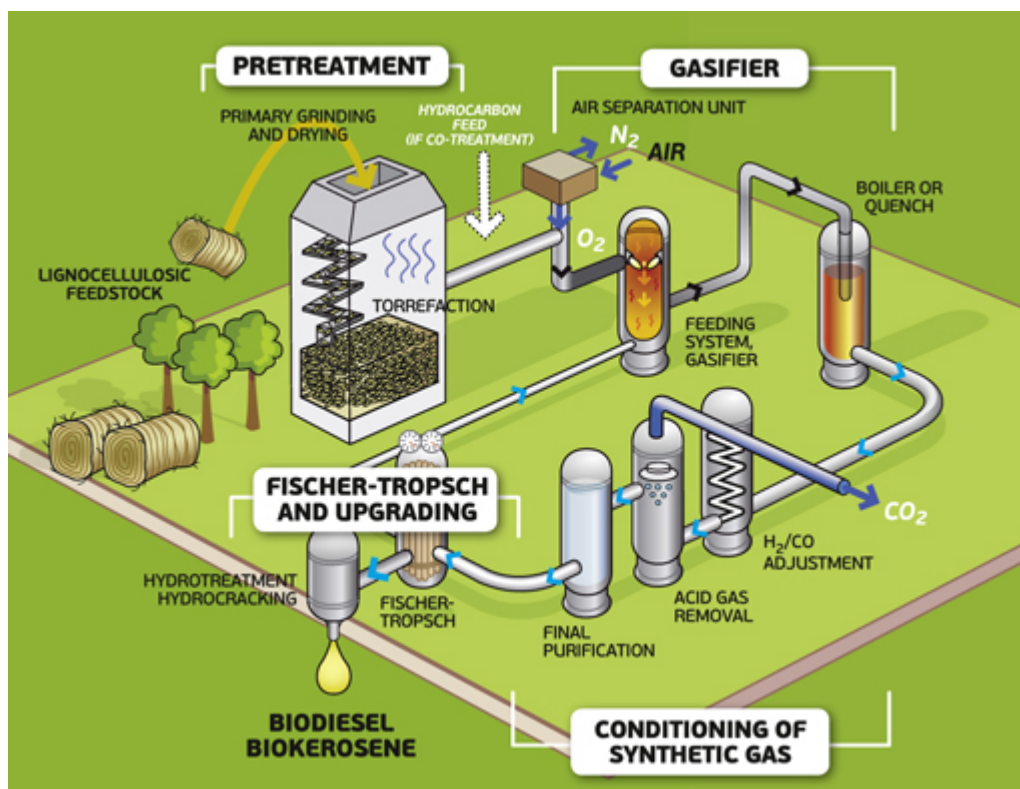 PRETREATMENT
PRIMARY GRINDING
AND DRYING
HYDROCARBON
FEED
(IF CO-TREATMENT)
GASIFIER
AIR SEPARATION UNIT
N2
AIR
O2
BOILER OR
QUENCH
LIGNOCELLULOSIC
FEEDSTOCK
TORREFACTION
FEEDING
SYSTEM,
GASIFIER
FISCHER-TROPSCH
AND UPGRADING
HYDROTREATMENT
HYDROCRACKING
FISCHER-
TROPSCH
FINAL
PURIFICATION
ACID GAS
REMOVAL
H2/CO
ADJUSTMENT
CO2
BIODIESEL
BIOKEROSENE
CONDITIONING OF
SYNTHETIC GAS